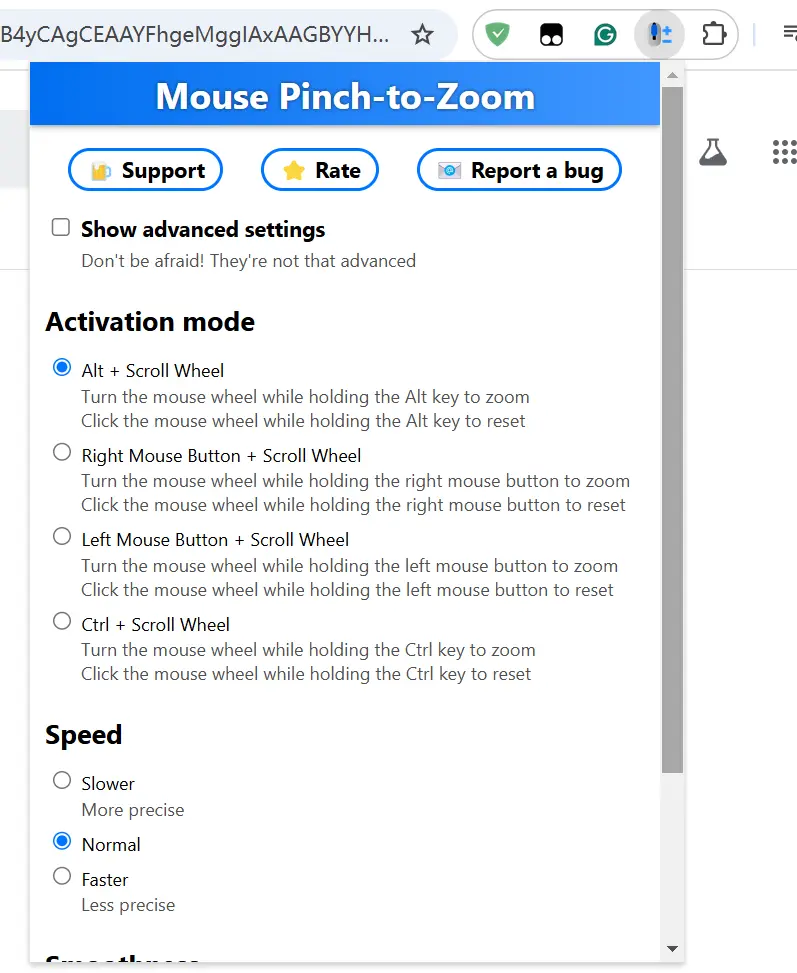 B4yCAgCEAAYFhgeMggIAxAAGBYYH...
Mouse Pinch-to-Zoom
Support
Rate
Report a bug
Show advanced settings
Don't be afraid! They're not that advanced
Activation mode
Alt + Scroll Wheel
Turn the mouse wheel while holding the Alt key to zoom
Click the mouse wheel while holding the Alt key to reset
Right Mouse Button + Scroll Wheel
Turn the mouse wheel while holding the right mouse button to zoom
Click the mouse wheel while holding the right mouse button to reset
Left Mouse Button + Scroll Wheel
Turn the mouse wheel while holding the left mouse button to zoom
Click the mouse wheel while holding the left mouse button to reset
Ctrl + Scroll Wheel
Turn the mouse wheel while holding the Ctrl key to zoom
Click the mouse wheel while holding the Ctrl key to reset
Speed
Slower
More precise
Normal
Faster
Less precise
Smoothness